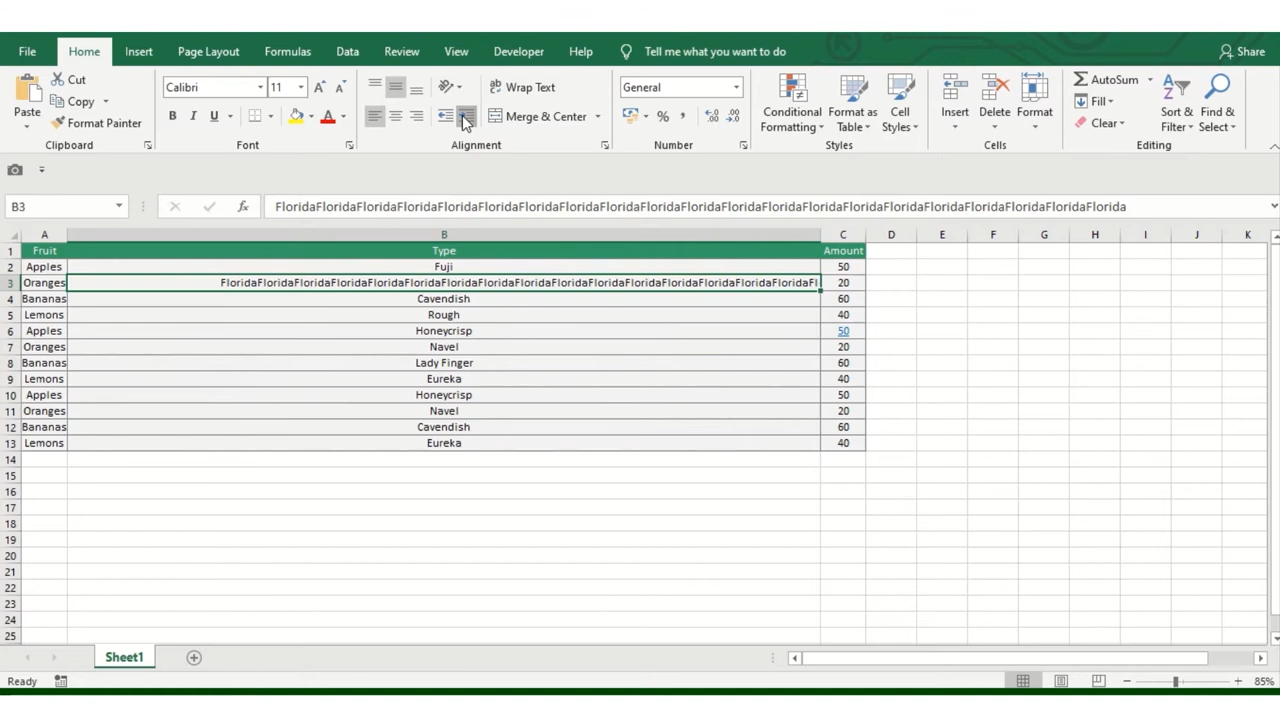 File Home Insert Page Layout Formulas Data Review View Developer Help Tell me what you want to do Share
Cut
Copy
Format Painter
Paste
Clipboard
Calibri 11 A A
B I U A
Font
ab Wrap Text
Merge & Center
Alignment
General
% ,
Number
Conditional Formatting
Format as Table
Cell Styles
Styles
Insert Delete Format
Cells
AutoSum
Fill
Clear
Sort & Filter
Find & Select
Editing
B3 fx FloridaFloridaFloridaFloridaFloridaFloridaFloridaFloridaFloridaFloridaFloridaFloridaFloridaFloridaFloridaFloridaFloridaFloridaFloridaFloridaFlorida
A B C D E F G H I J K
1 Fruit Type Amount
2 Apples Fuji 50
3 Oranges FloridaFloridaFloridaFloridaFloridaFloridaFloridaFloridaFloridaFloridaFloridaFloridaFloridaFloridaFloridaFloridaFl 20
4 Bananas Cavendish 60
5 Lemons Rough 40
6 Apples Honeycrisp 50
7 Oranges Navel 20
8 Bananas Lady Finger 60
9 Lemons Eureka 40
10 Apples Honeycrisp 50
11 Oranges Navel 20
12 Bananas Cavendish 60
13 Lemons Eureka 40
14
15
16
17
18
19
20
21
22
23
24
25
Sheet1
Ready 85%